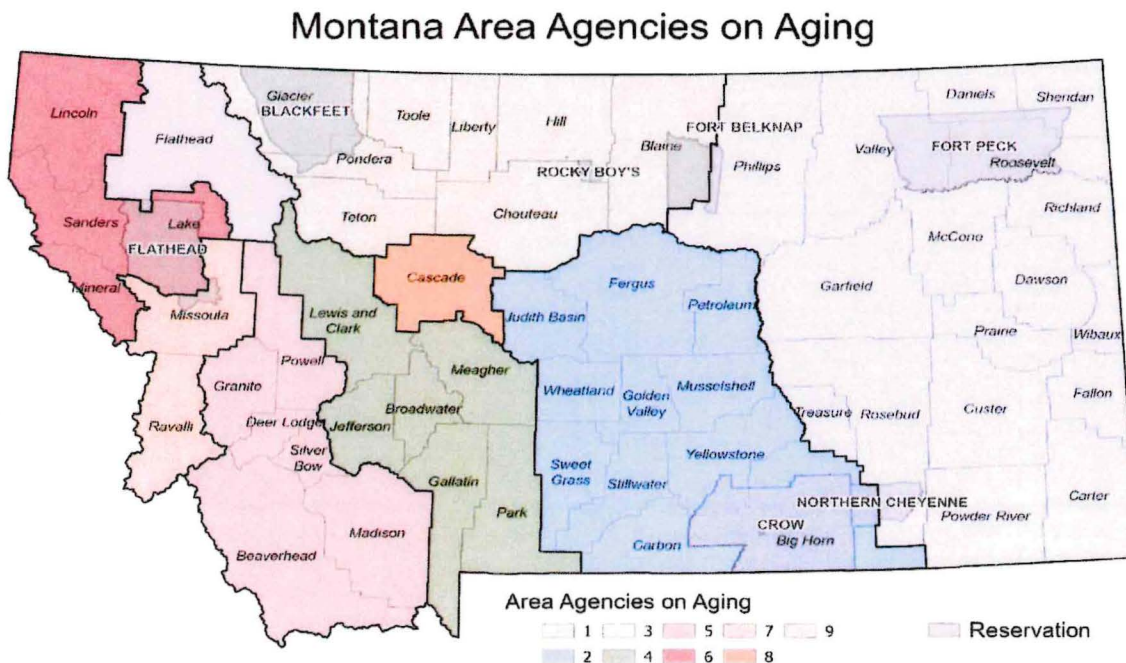 Montana Area Agencies on Aging
Lincoln
Flathead
Glacier
BLACKFEET
Toole
Liberty
Hill
Blaine
FORT BELKNAP
Phillips
Valley
Daniels
Sheridan
FORT PECK
Roosevelt
Pondera
ROCKY BOY'S
Teton
Chouteau
Richland
Sanders
Lake
FLATHEAD
Mineral
Missoula
McCone
Dawson
Cascade
Fergus
Petroleum
Garfield
Prairie
Wibaux
Judith Basin
Lewis and
Clark
Powell
Meagher
Granite
Wheatland
Golden
Valley
Musselshell
Treasure
Rosebud
Custer
Fallon
Ravalli
Deer Lodge
Jefferson
Broadwater
Silver
Bow
Gallatin
Sweet
Grass
Stillwater
Yellowstone
NORTHERN CHEYENNE
Park
Carter
Powder River
Madison
Beaverhead
CROW
Big Horn
Carbon
Area Agencies on Aging
1 3 5 7 9
2 4 6 8
Reservation